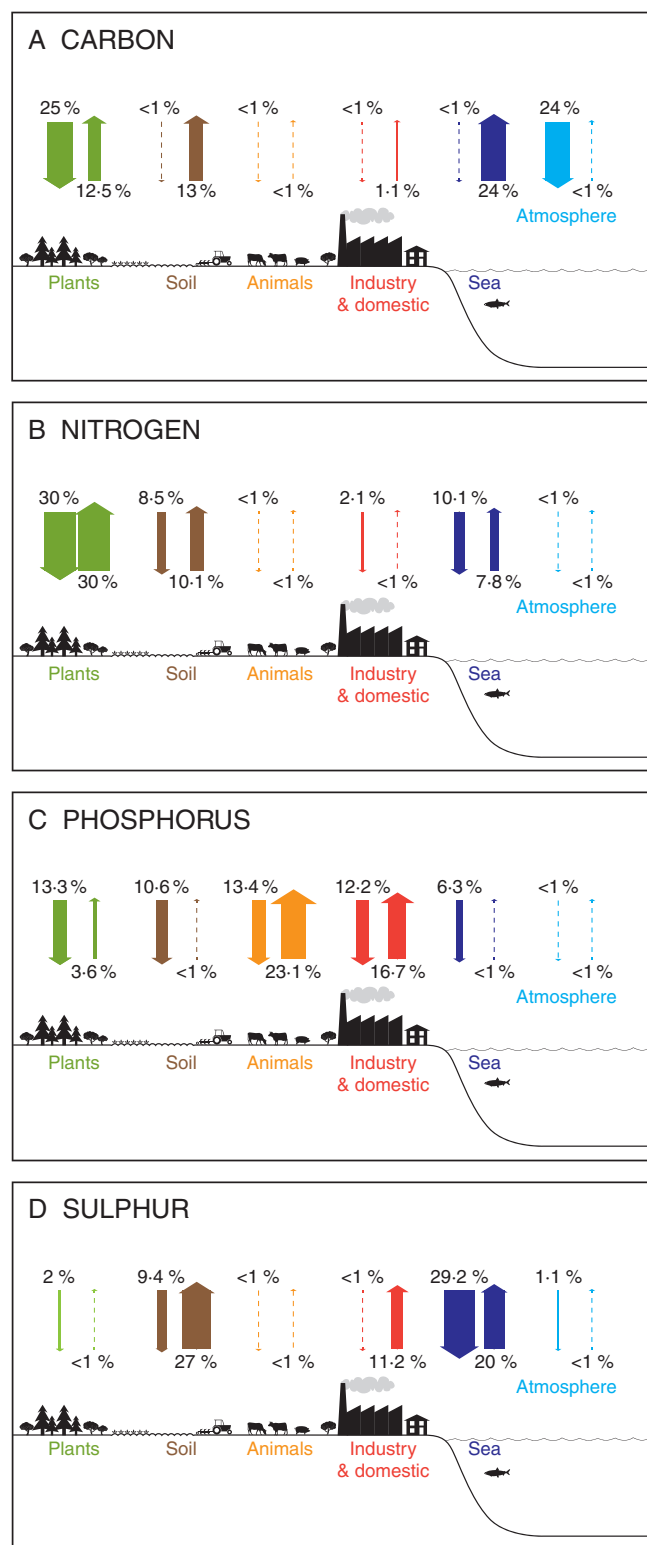 A CARBON
25 % <1 % <1 % <1 % <1 % 24 %
12·5 % 13 % <1 % 1·1 % 24 % <1 %
Atmosphere
Plants Soil Animals Industry Sea
& domestic
B NITROGEN
30 % 8·5 % <1 % 2·1 % 10·1 % <1 %
30 % 10·1 % <1 % <1 % 7·8 % <1 %
Atmosphere
Plants Soil Animals Industry Sea
& domestic
C PHOSPHORUS
13·3 % 10·6 % 13·4 % 12·2 % 6·3 % <1 %
3·6 % <1 % 23·1 % 16·7 % <1 % <1 %
Atmosphere
Plants Soil Animals Industry Sea
& domestic
D SULPHUR
2 % 9·4 % <1 % <1 % 29·2 % 1·1 %
<1 % 27 % <1 % 11·2 % 20 % <1 %
Atmosphere
Plants Soil Animals Industry Sea
& domestic